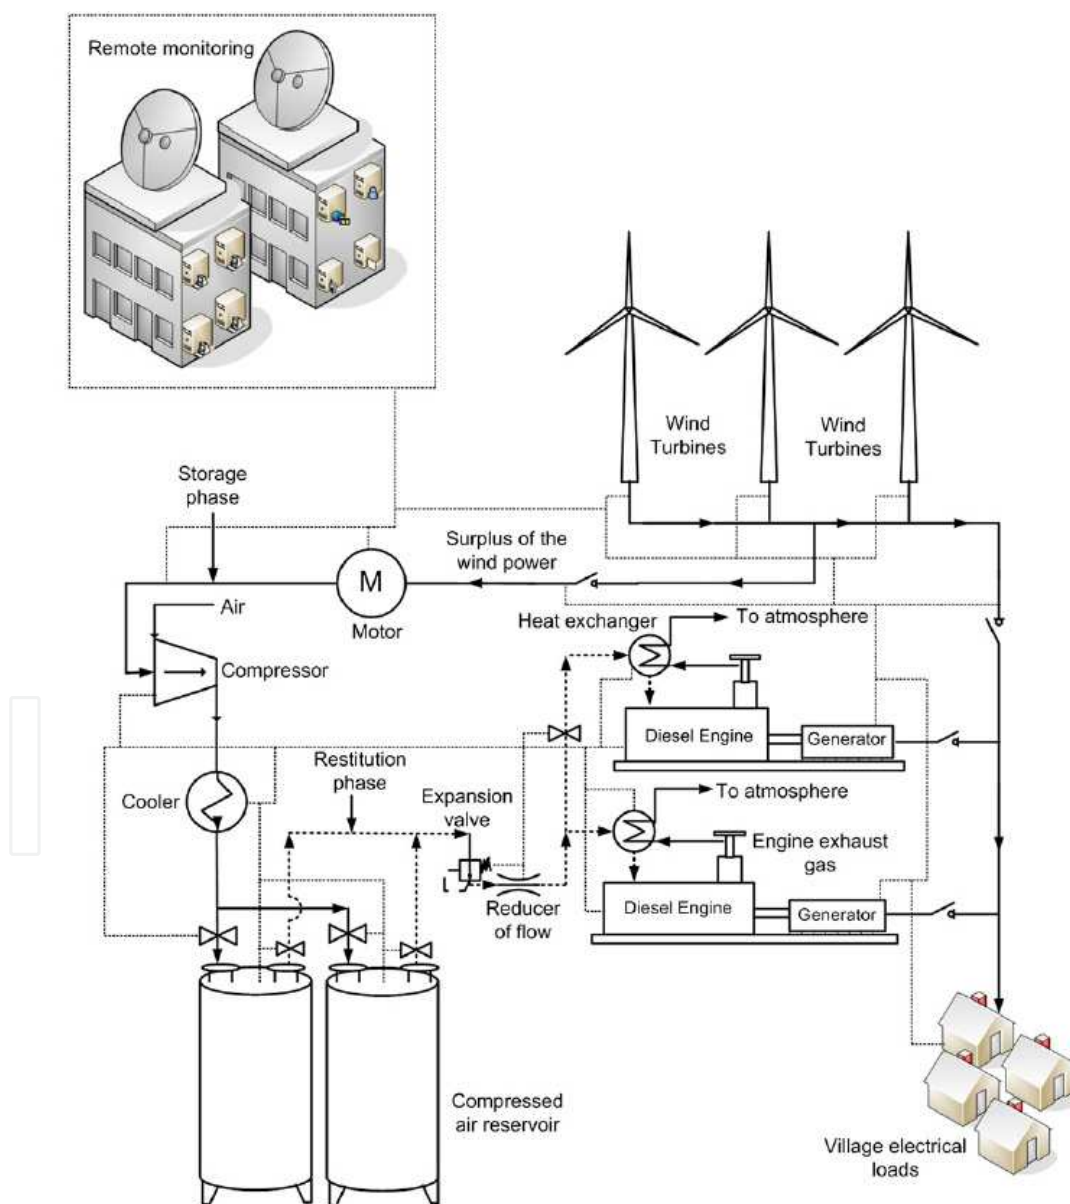 Remote monitoring
Wind
Turbines
Wind
Turbines
Storage
phase
Surplus of the
wind power
M
Motor
Air
Compressor
Heat exchanger
To atmosphere
Diesel Engine
Generator
Restitution
phase
Cooler
Expansion
valve
To atmosphere
Engine exhaust
gas
Diesel Engine
Generator
Reducer
of flow
Compressed
air reservoir
Village electrical
loads